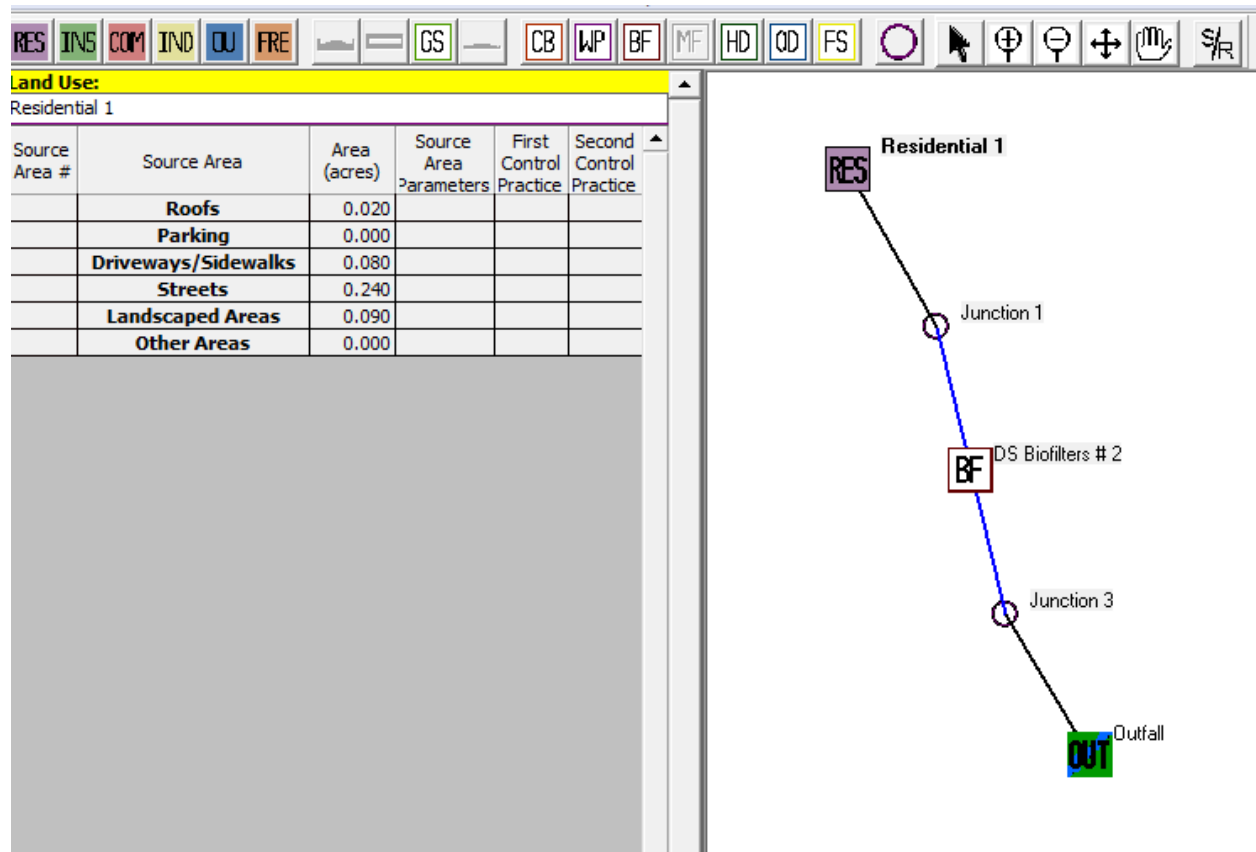 RES INS COM IND OU FRE GS CB WP BF MF HD OD FS S/R
Land Use:
Residential 1
Source Area #
Source Area
Area (acres)
Source Area Parameters
First Control Practice
Second Control Practice
Roofs 0.020
Parking 0.000
Driveways/Sidewalks 0.080
Streets 0.240
Landscaped Areas 0.090
Other Areas 0.000
RES Residential 1
Junction 1
BF DS Biofilters # 2
Junction 3
OUT Outfall